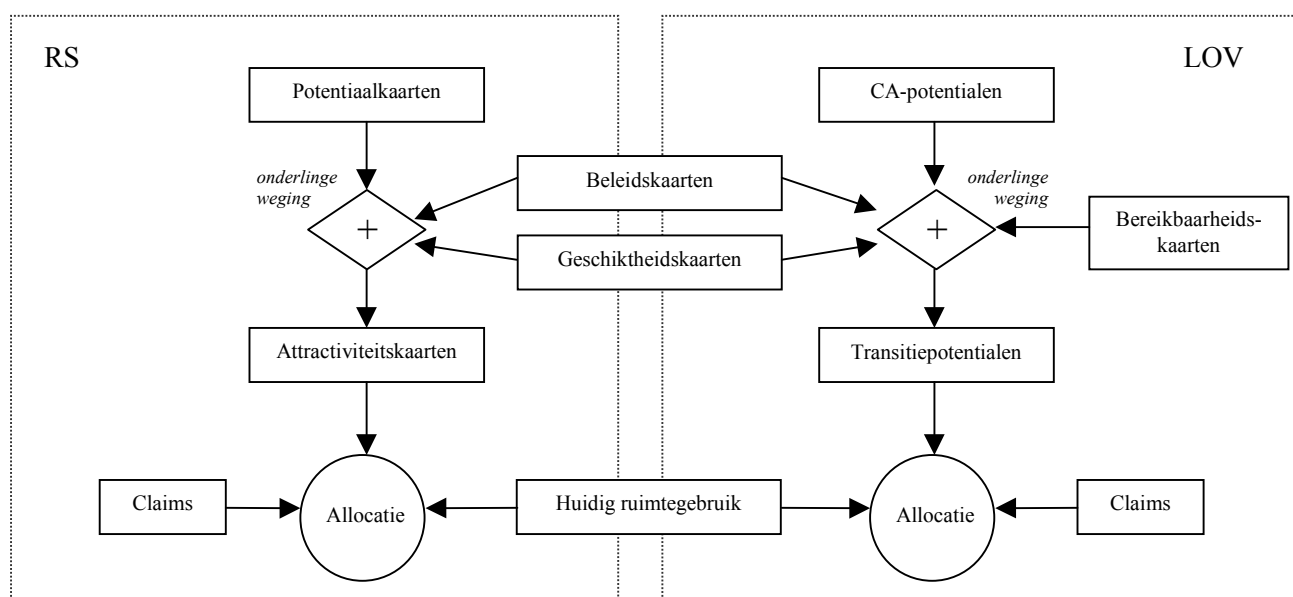 RS
LOV
Potentiaalkaarten
CA-potentialen
onderlinge
weging
Beleidskaarten
onderlinge
weging
+
+
Bereikbaarheids-
kaarten
Geschiktheidskaarten
Attractiviteitskaarten
Transitiepotentialen
Claims
Allocatie
Huidig ruimtegebruik
Allocatie
Claims